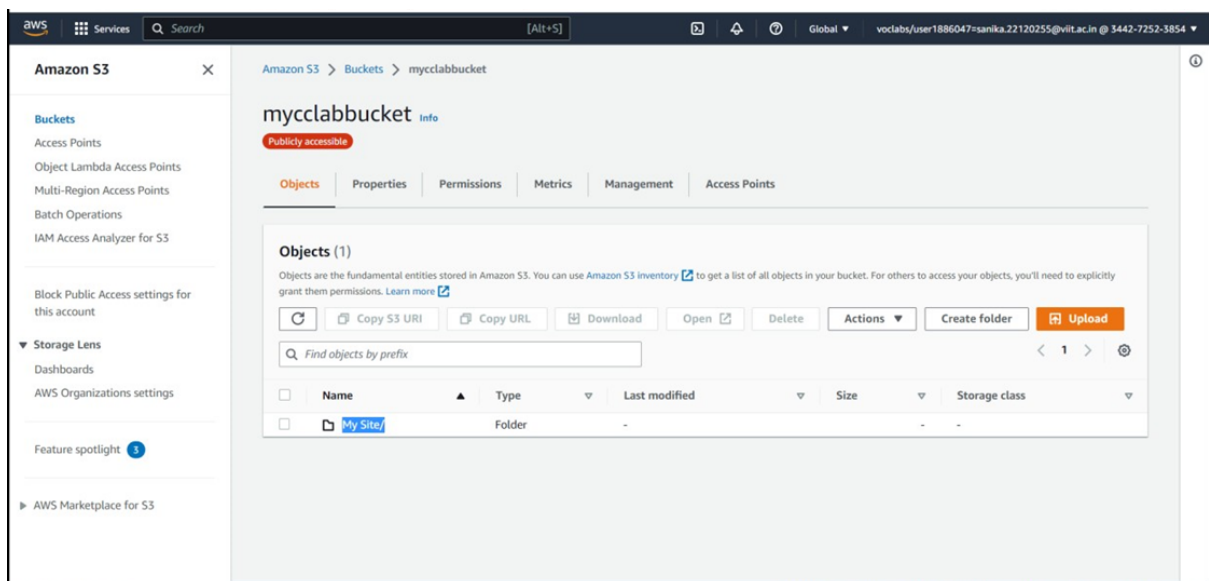 aws Services Search [Alt+S] Global ▼ voclabs/user1886047=sanika.22120255@viit.ac.in @ 3442-7252-3854 ▼
Amazon S3
Buckets
Access Points
Object Lambda Access Points
Multi-Region Access Points
Batch Operations
IAM Access Analyzer for S3
Block Public Access settings for
this account
▼ Storage Lens
Dashboards
AWS Organizations settings
Feature spotlight 3
▶ AWS Marketplace for S3
Amazon S3 > Buckets > mycclabbucket
mycclabbucket Info
Publicly accessible
Objects Properties Permissions Metrics Management Access Points
Objects (1)
Objects are the fundamental entities stored in Amazon S3. You can use Amazon S3 inventory to get a list of all objects in your bucket. For others to access your objects, you'll need to explicitly
grant them permissions. Learn more
Copy S3 URI Copy URL Download Open Delete Actions ▼ Create folder Upload
Find objects by prefix < 1 >
Name ▲ Type ▽ Last modified ▽ Size ▽ Storage class ▽
My Site/ Folder - - -